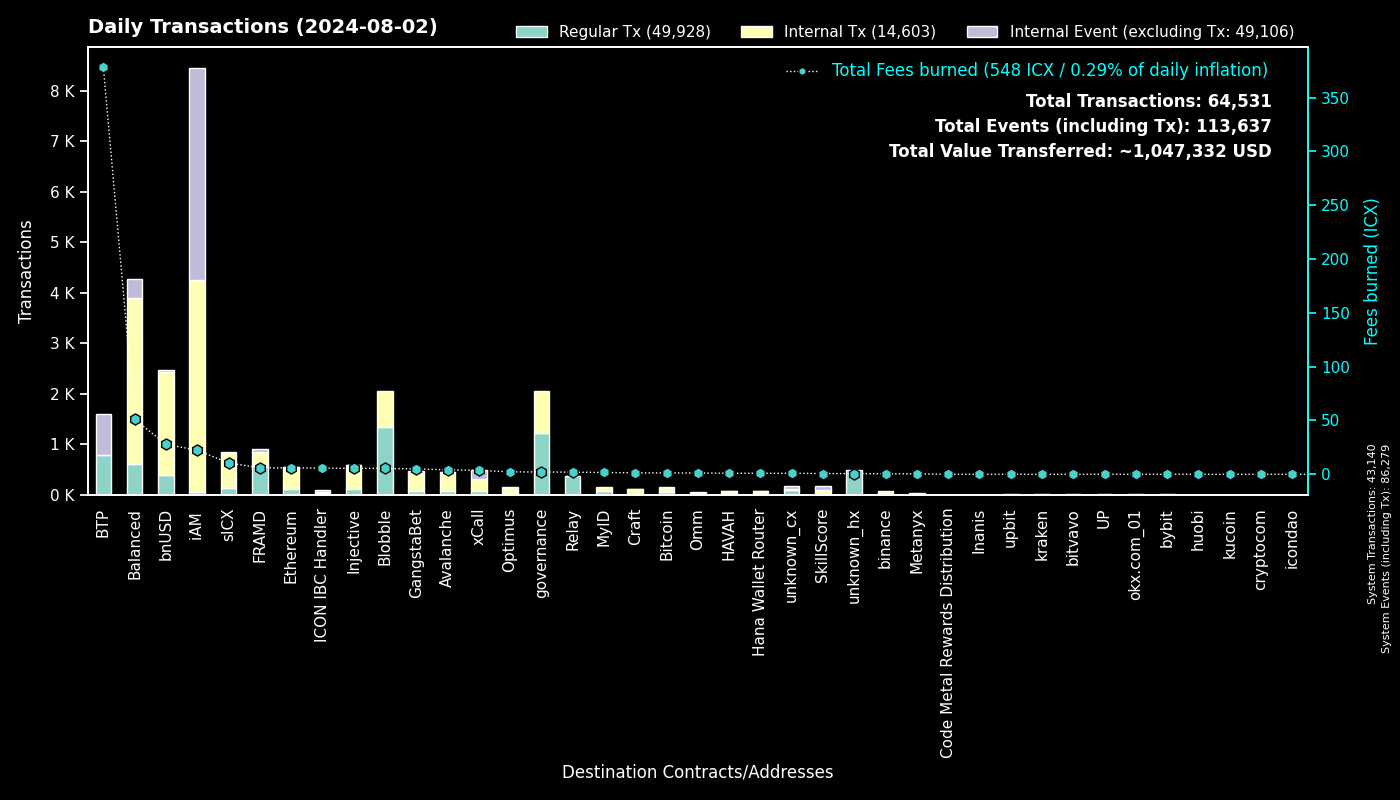 Daily Transactions (2024-08-02)
Regular Tx (49,928)
Internal Tx (14,603)
Internal Event (excluding Tx: 49,106)
Total Fees burned (548 ICX / 0.29% of daily inflation)
Total Transactions: 64,531
Total Events (including Tx): 113,637
Total Value Transferred: ~1,047,332 USD
Transactions
8 K
7 K
6 K
5 K
4 K
3 K
2 K
1 K
0 K
350
300
250
200
150
100
50
0
Fees burned (ICX)
BTP
Balanced
bnUSD
iAM
sICX
FRAMD
Ethereum
ICON IBC Hander
Injective
Blobble
GangstaBet
Avalanche
xCall
Optimus
governance
Relay
MyID
Craft
Bitcoin
Omm
HAVAH
Hana Wallet Router
unknown_cx
SkillScore
unknown_hx
binance
Metanyx
Code Metal Rewards Distribution
Inanis
upbit
kraken
bitvavo
UP
okx.com_01
bybit
huobi
kucoin
cryptocom
icondao
Destination Contracts/Addresses
System Transactions: 43,140
System Events (including Tx): 86,279